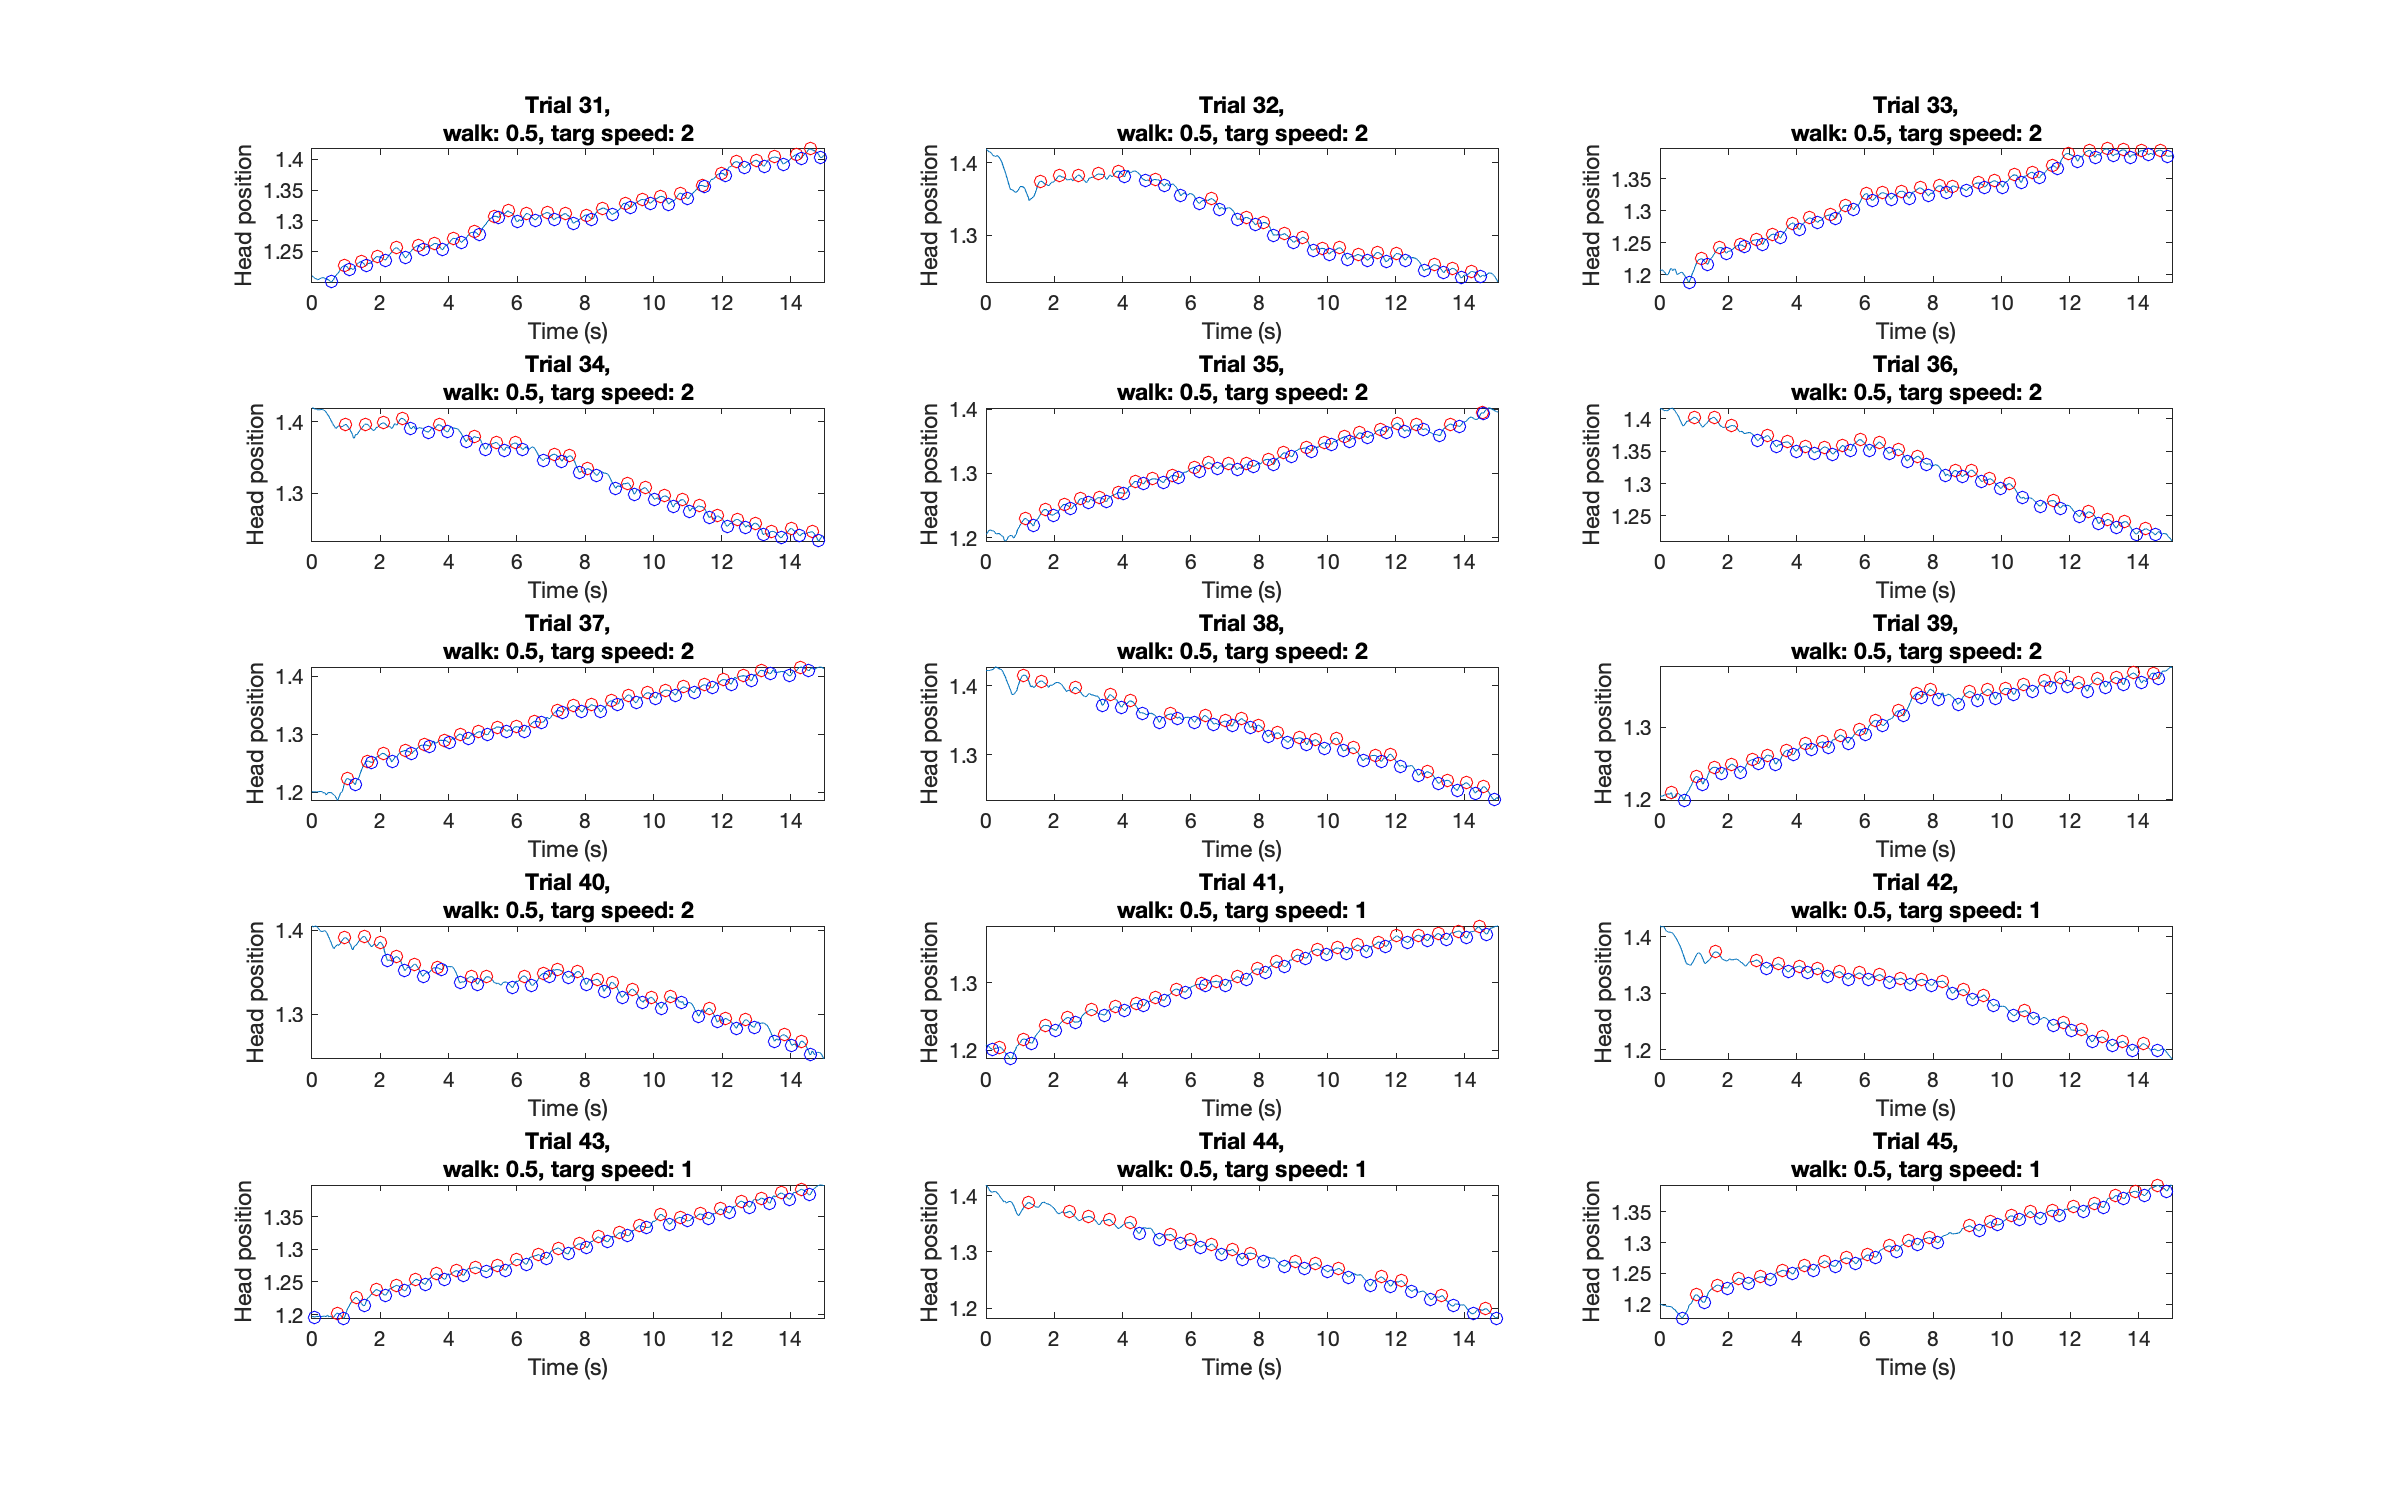 Trial 31,
walk: 0.5, targ speed: 2
Head position
1.4
1.35
1.3
1.25
0 2 4 6 8 10 12 14
Time (s)
Trial 32,
walk: 0.5, targ speed: 2
Head position
1.4
1.3
0 2 4 6 8 10 12 14
Time (s)
Trial 33,
walk: 0.5, targ speed: 2
Head position
1.35
1.3
1.25
1.2
0 2 4 6 8 10 12 14
Time (s)
Trial 34,
walk: 0.5, targ speed: 2
Head position
1.4
1.3
0 2 4 6 8 10 12 14
Time (s)
Trial 35,
walk: 0.5, targ speed: 2
Head position
1.4
1.3
1.2
0 2 4 6 8 10 12 14
Time (s)
Trial 36,
walk: 0.5, targ speed: 2
Head position
1.4
1.35
1.3
1.25
0 2 4 6 8 10 12 14
Time (s)
Trial 37,
walk: 0.5, targ speed: 2
Head position
1.4
1.3
1.2
0 2 4 6 8 10 12 14
Time (s)
Trial 38,
walk: 0.5, targ speed: 2
Head position
1.4
1.3
0 2 4 6 8 10 12 14
Time (s)
Trial 39,
walk: 0.5, targ speed: 2
Head position
1.3
1.2
0 2 4 6 8 10 12 14
Time (s)
Trial 40,
walk: 0.5, targ speed: 2
Head position
1.4
1.3
0 2 4 6 8 10 12 14
Time (s)
Trial 41,
walk: 0.5, targ speed: 1
Head position
1.3
1.2
0 2 4 6 8 10 12 14
Time (s)
Trial 42,
walk: 0.5, targ speed: 1
Head position
1.4
1.3
1.2
0 2 4 6 8 10 12 14
Time (s)
Trial 43,
walk: 0.5, targ speed: 1
Head position
1.35
1.3
1.25
1.2
0 2 4 6 8 10 12 14
Time (s)
Trial 44,
walk: 0.5, targ speed: 1
Head position
1.4
1.3
1.2
0 2 4 6 8 10 12 14
Time (s)
Trial 45,
walk: 0.5, targ speed: 1
Head position
1.35
1.3
1.25
1.2
0 2 4 6 8 10 12 14
Time (s)